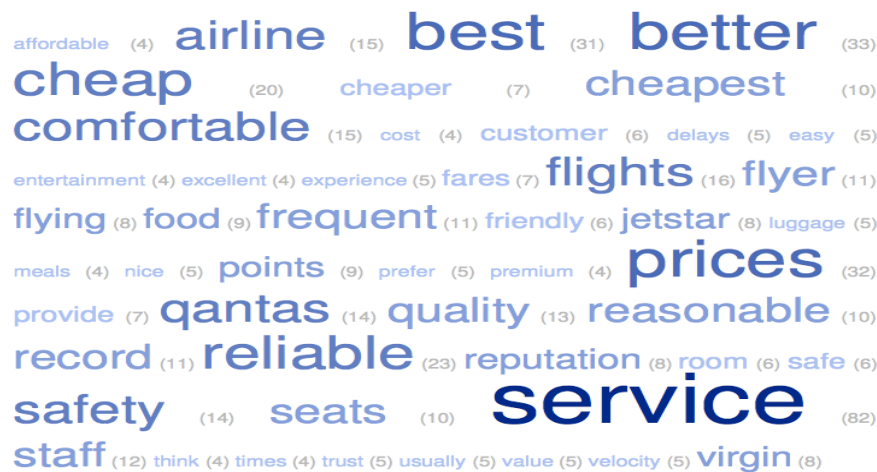 affordable (4) airline (15) best (31) better (33)
cheap (20) cheaper (7) cheapest (10)
comfortable (15) cost (4) customer (6) delays (5) easy (5)
entertainment (4) excellent (4) experience (5) fares (7) flights (16) flyer (11)
flying (8) food (9) frequent (11) friendly (6) jetstar (8) luggage (5)
meals (4) nice (5) points (9) prefer (5) premium (4) prices (32)
provide (7) qantas (14) quality (13) reasonable (10)
record (11) reliable (23) reputation (8) room (6) safe (6)
safety (14) seats (10) service (82)
staff (12) think (4) times (4) trust (5) usually (5) value (5) velocity (5) virgin (8)